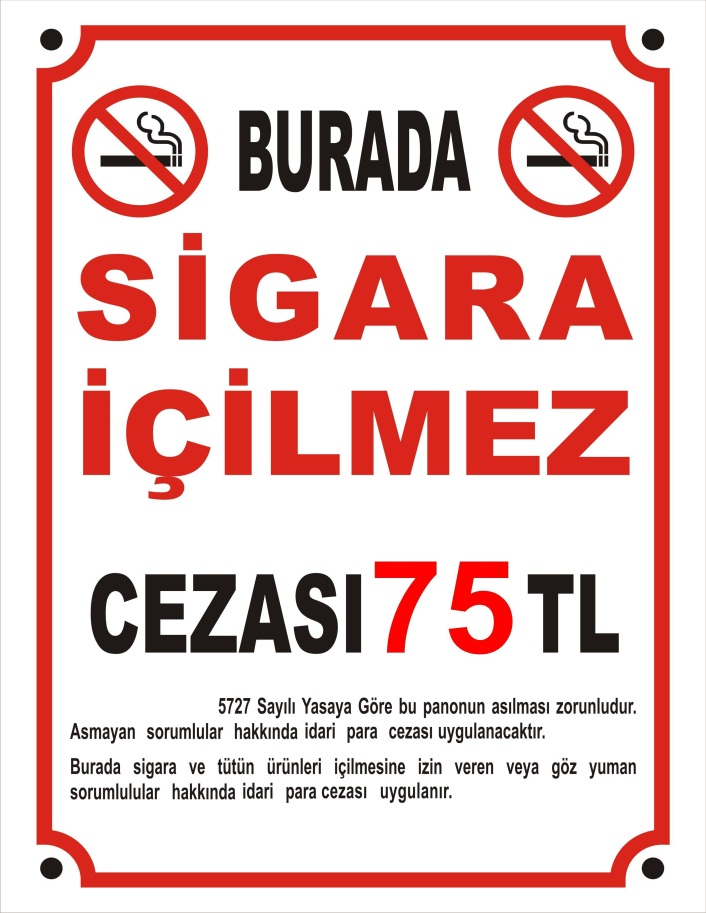 BURADA
SİGARA
İÇİLMEZ
CEZASI 75 TL
5727 Sayılı Yasaya Göre bu panonun asılması zorunludur.
Asmayan sorumlular hakkında idari para cezası uygulanacaktır.
Burada sigara ve tütün ürünleri içilmesine izin veren veya göz yuman
sorumlulular hakkında idari para cezası uygulanır.